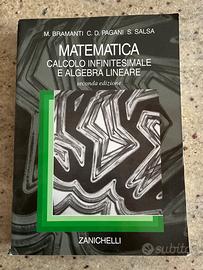 M. BRAMANTI C. D. PAGANI S. SALSA
MATEMATICA
CALCOLO INFINITESIMALE
E ALGEBRA LINEARE
seconda edizione
ZANICHELLI
subito